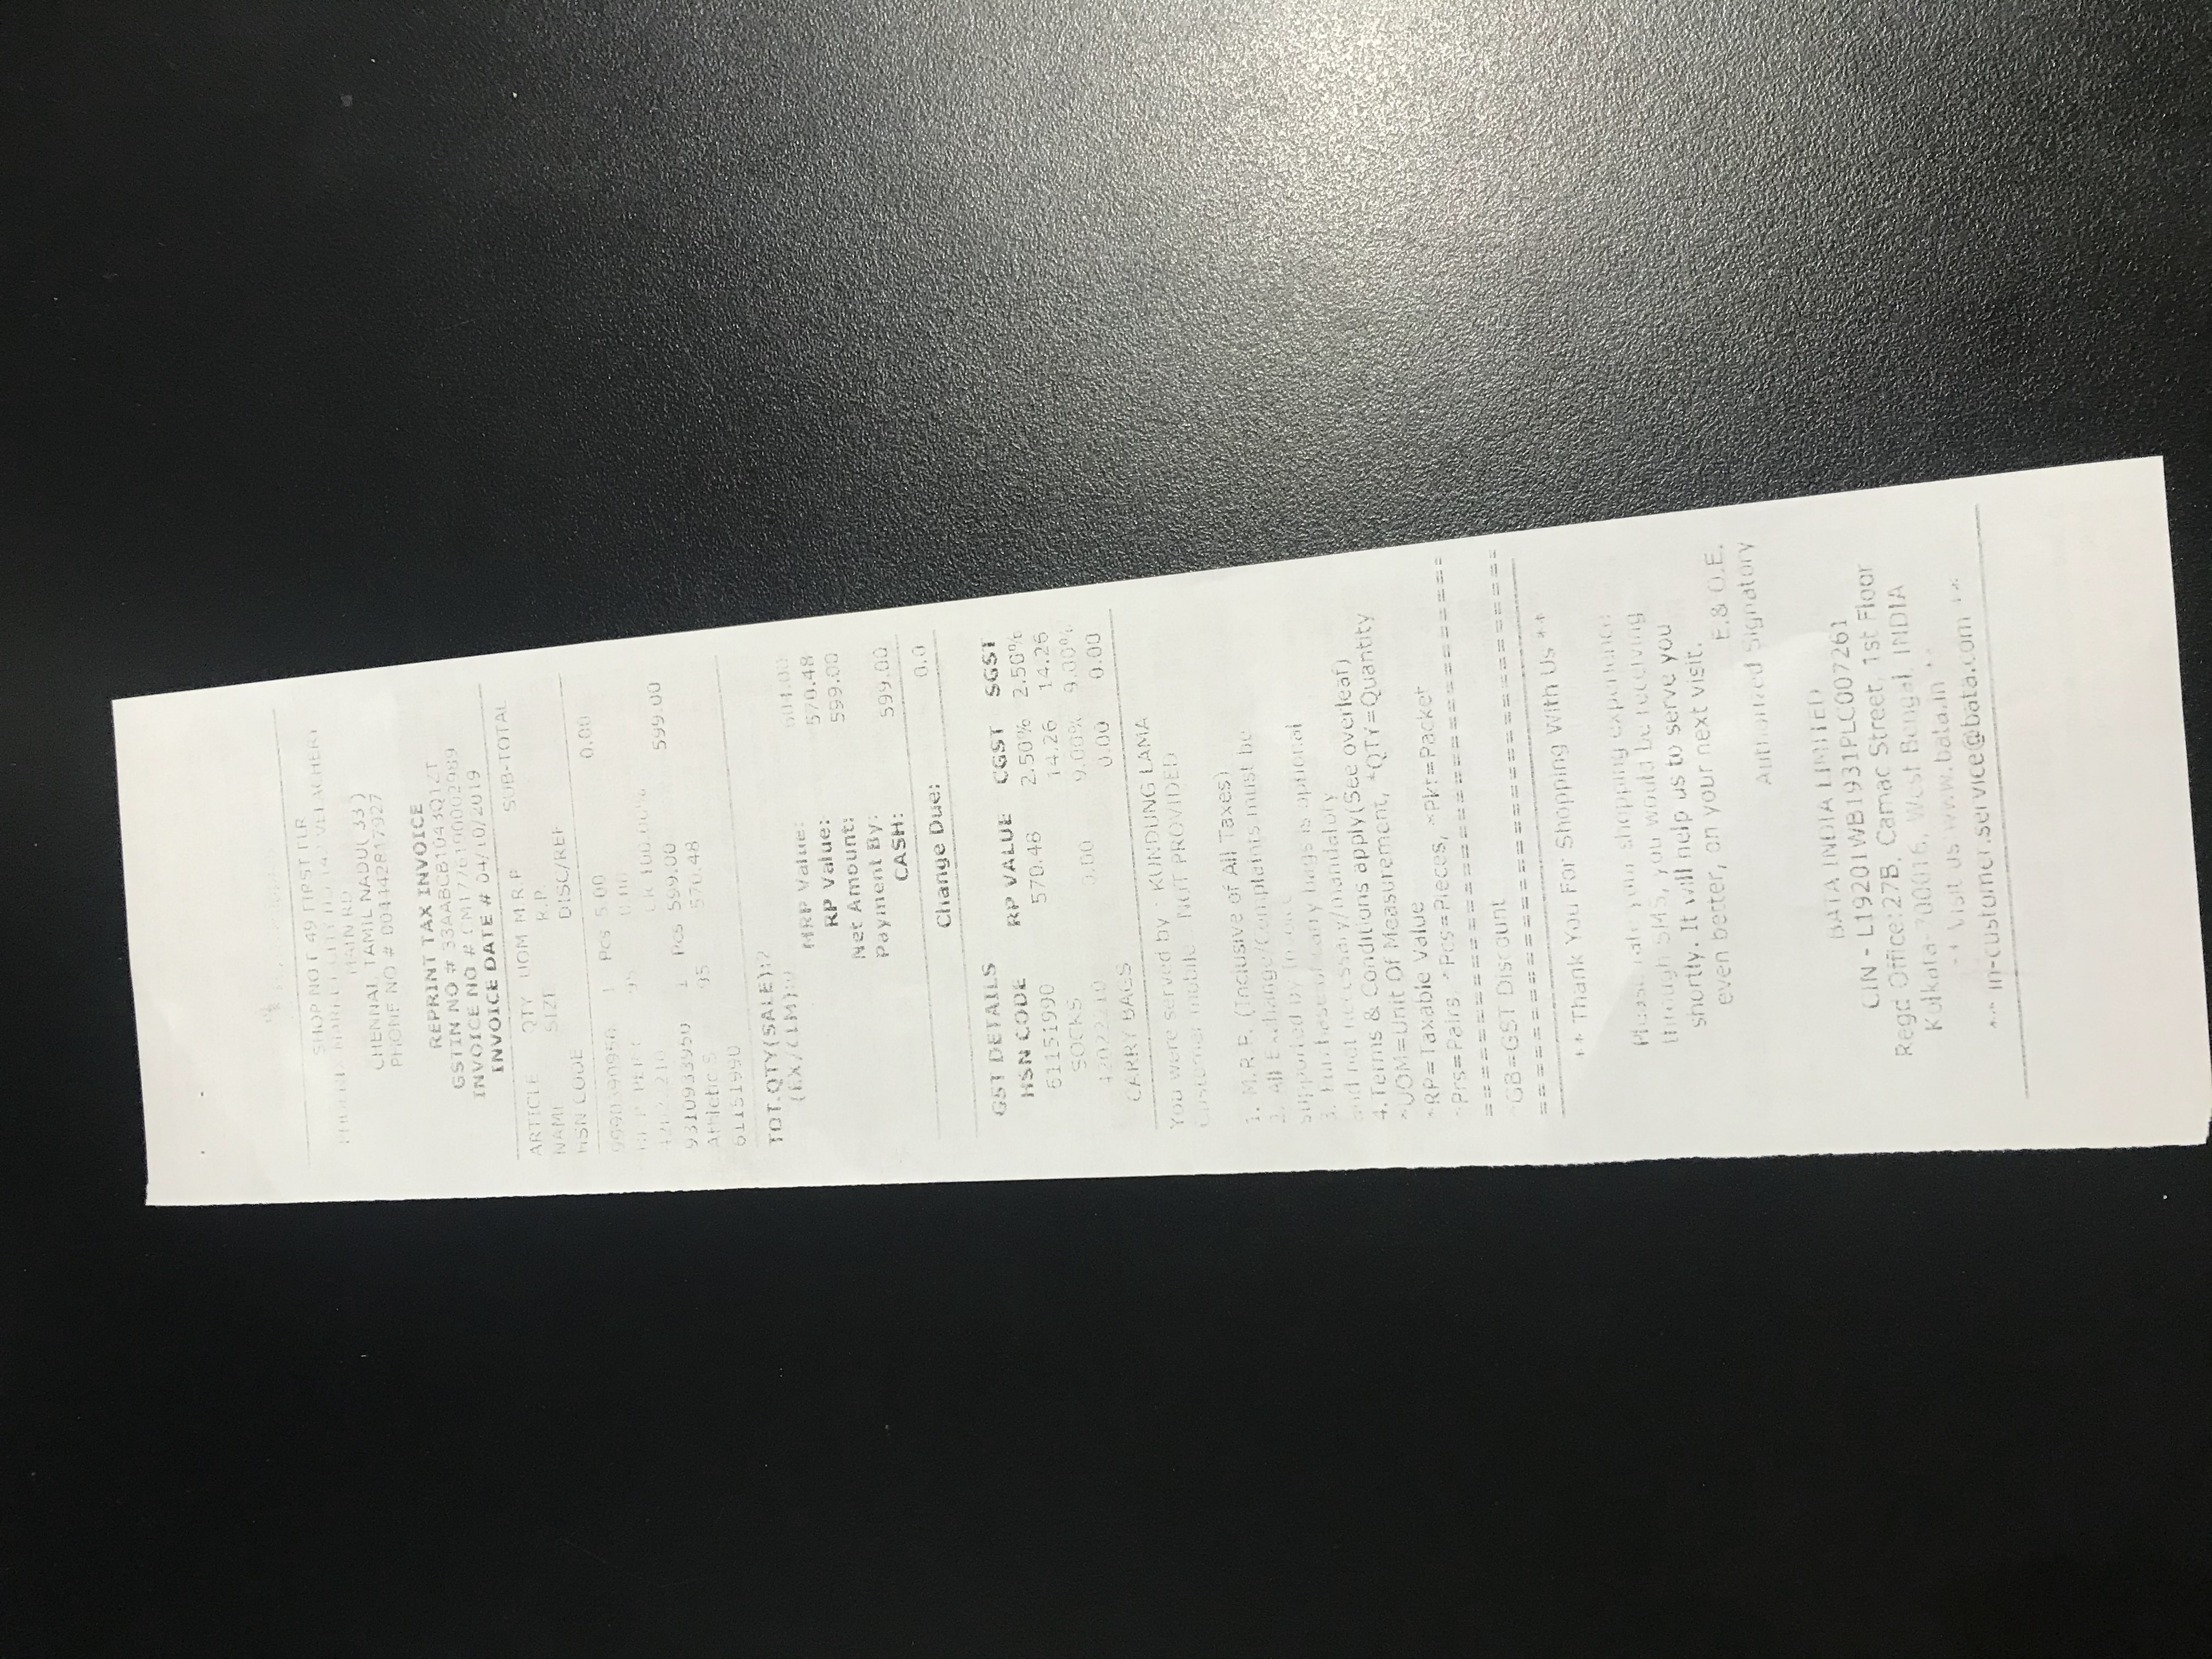 SHOP NO F 49 FIRST FLR
PHOENIX MARKET CITY NO 142 VELACHERY
MAIN RD
CHENNAI, TAMIL NADU( 33 )
PHONE NO # 004442817927
REPRINT TAX INVOICE
GSTIN NO # 33AABCB1043Q1ZT
INVOICE NO # CM1776190002989
INVOICE DATE # 04/10/2019
ARTICLE QTY UOM M.R.P SUB-TOTAL
NAME SIZE R.P.
HSN CODE DISC/REF
9990390950 1 Pcs 5.00 0.00
95 0.00
42022210 CR 100.00%
9310933950 1 Pcs 599.00 599.00
Athletic S 95 570.48
61151990
TOT.QTY(SALE):2
(EX/CLM):0
MRP Value: 604.00
RP Value: 570.48
Net Amount: 599.00
Payment By:
CASH: 599.00
Change Due: 0.0
GST DETAILS
HSN CODE RP VALUE CGST SGST
61151990 570.48 2.50% 2.50%
SOCKS 14.26 14.26
42022210 0.00 9.00% 9.00%
CARRY BAGS 0.00 0.00
You were served by : KUNDUNG LAMA
Customer mobile NOT PROVIDED
1. M.R.P. (Inclusive of All Taxes)
2. All Exchange/Complaints must be
supported by Invoice
3. Purchase of carry bags is optional
and not necessary/mandatory
4.Terms & Conditions apply(See overleaf)
*UOM=Unit Of Measurement, *QTY=Quantity
*RP=Taxable Value
*Prs=Pairs, *Pcs=Pieces, *Pkt=Packet
*GB=GST Discount
** Thank You For Shopping With Us **
Please rate your shopping experience
through SMS, you would be receiving
shortly. It will help us to serve you
even better, on your next visit.
E.& O.E.
Authorized Signatory
BATA INDIA LIMITED
CIN - L19201WB1931PLC007261
Regd Office:27B, Camac Street, 1st Floor
Kolkata-700016, West Bengal, INDIA
** Visit us www.bata.in **
** in-customer.service@bata.com **